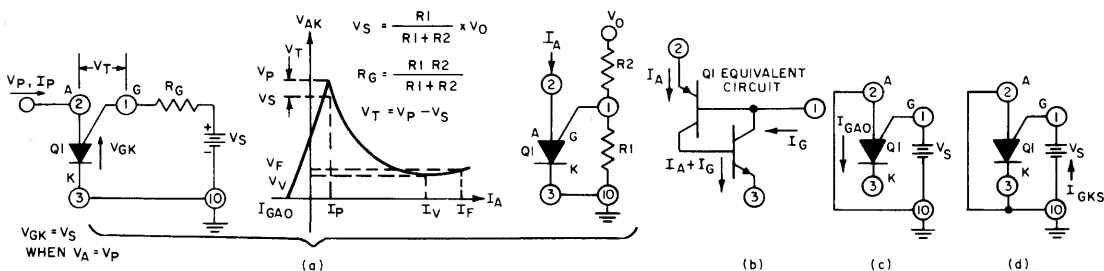 V_P, I_P
A
2
V_T
G
1
R_G
Q1
V_GK
+
-
V_S
K
3
10
V_GK = V_S
WHEN V_A = V_P
V_AK
V_T
V_P
V_S
V_F
V_V
I_GAO
I_P
I_V
I_F
I_A
V_S = R1 / R1+R2 x V_O
R_G = R1 R2 / R1+R2
V_T = V_P - V_S
V_O
R2
I_A
2
1
A
G
Q1
K
R1
3
10
(a)
2
I_A
Q1 EQUIVALENT
CIRCUIT
1
I_G
I_A + I_G
3
(b)
2
A
G
1
I_GAO
Q1
V_S
K
3
10
(c)
2
A
G
1
Q1
V_S
K
3
I_GKS
10
(d)